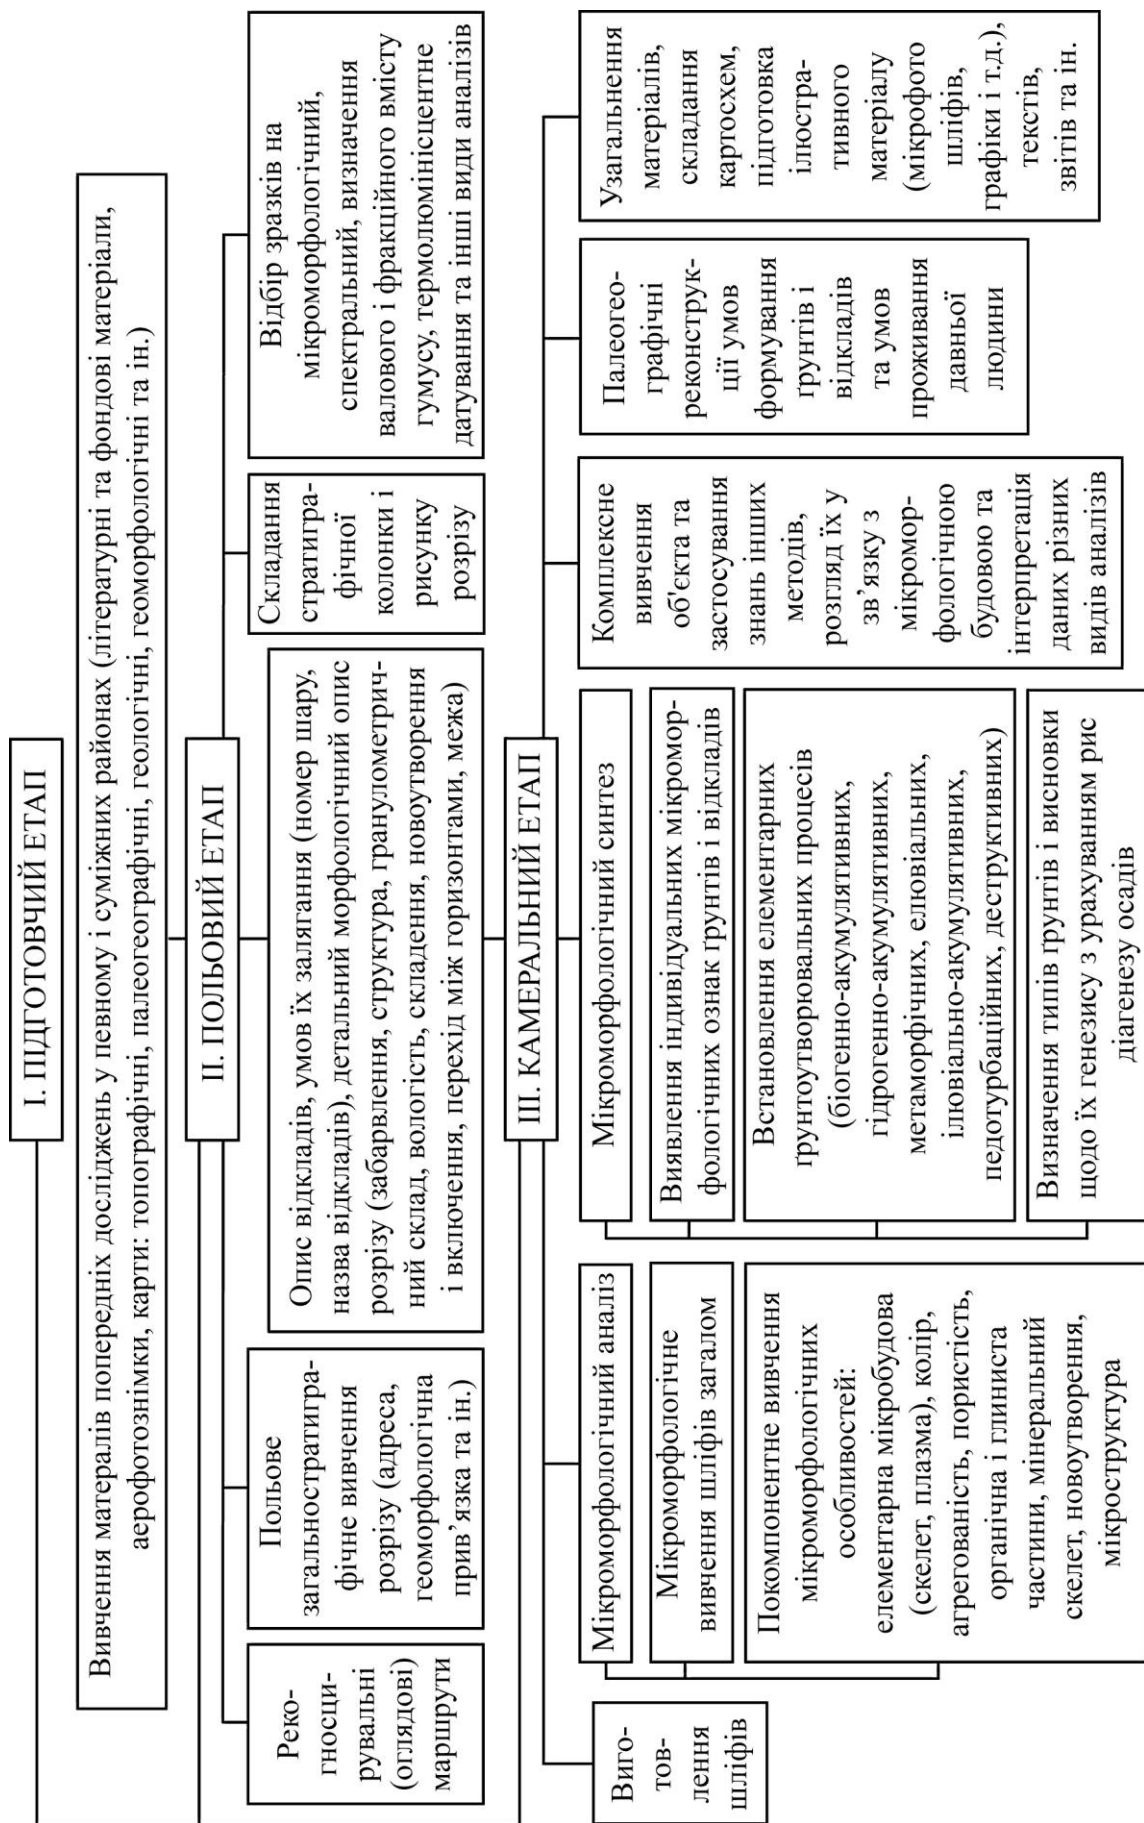 І. ПІДГОТОВЧИЙ ЕТАП
Вивчення матералів попередніх досліджень у певному і суміжних районах (літературні та фондові матеріали,
аерофотознімки, карти: топографічні, палеогеографічні, геологічні, геоморфологічні та ін.)
ІІ. ПОЛЬОВИЙ ЕТАП
Реко-
гносци-
рувальні
(оглядові)
маршрути
Польове
загальностратигра-
фічне вивчення
розрізу (адреса,
геоморфологічна
прив’язка та ін.)
Опис відкладів, умов їх залягання (номер шару,
назва відкладів), детальний морфологічний опис
розрізу (забарвлення, структура, гранулометрич-
ний склад, вологість, складення, новоутворення
і включення, перехід між горизонтами, межа)
Складання
стратигра-
фічної
колонки і
рисунку
розрізу
Відбір зразків на
мікроморфологічний,
спектральний, визначення
валового і фракційного вмісту
гумусу, термолюмінісцентне
датування та інші види аналізів
ІІІ. КАМЕРАЛЬНИЙ ЕТАП
Виго-
тов-
лення
шліфів
Мікроморфологічний аналіз
Мікроморфологічне
вивчення шліфів загалом
Покомпонентне вивчення
мікроморфологічних
особливостей:
елементарна мікробудова
(скелет, плазма), колір,
агрегованість, пористість,
органічна і глиниста
частини, мінеральний
скелет, новоутворення,
мікроструктура
Мікроморфологічний синтез
Виявлення індивідуальних мікромор-
фологічних ознак ґрунтів і відкладів
Встановлення елементарних
ґрунтоутворювальних процесів
(біогенно-акумулятивних,
гідрогенно-акумулятивних,
метаморфічних, елювіальних,
ілювіально-акумулятивних,
педотурбаційних, деструктивних)
Визначення типів ґрунтів і висновки
щодо їх генезису з урахуванням рис
діагенезу осадів
Комплексне
вивчення
об'єкта та
застосування
знань інших
методів,
розгляд їх у
зв’язку з
мікромор-
фологічною
будовою та
інтерпретація
даних різних
видів аналізів
Палеогео-
графічні
реконструк-
ції умов
формування
ґрунтів і
відкладів
та умов
проживання
давньої
людини
Узагальнення
матеріалів,
складання
картосхем,
підготовка
ілюстра-
тивного
матеріалу
(мікрофото
шліфів,
графіки і т.д.),
текстів,
звітів та ін.